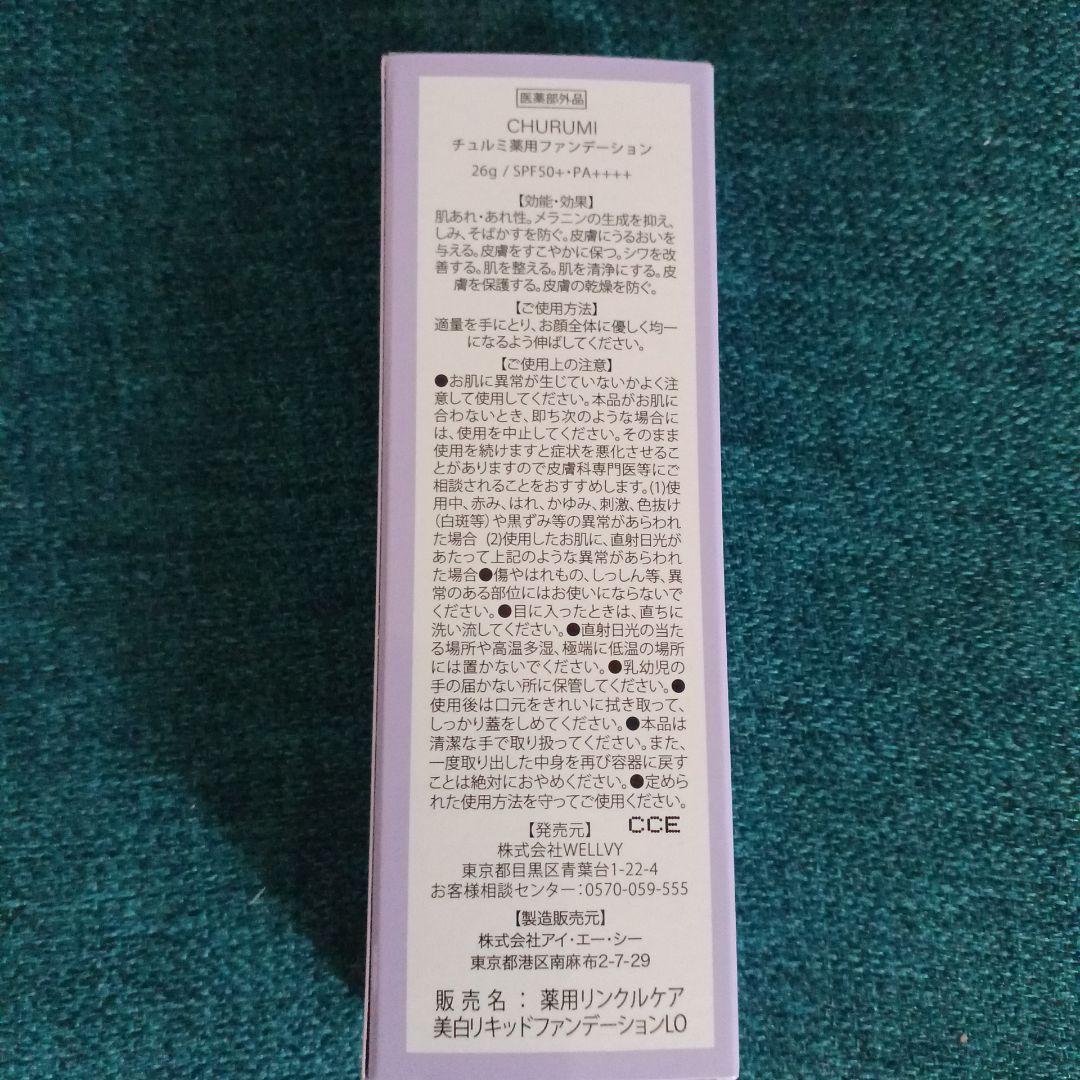 医薬部外品
CHURUMI
チュルミ薬用ファンデーション
26g / SPF50+・PA++++
【効能・効果】
肌あれ・あれ性。メラニンの生成を抑え、
しみ、そばかすを防ぐ。皮膚にうるおいを
与える。皮膚をすこやかに保つ。シワを改
善する。肌を整える。肌を清浄にする。皮
膚を保護する。皮膚の乾燥を防ぐ。
【ご使用方法】
適量を手にとり、お顔全体に優しく均一
になるよう伸ばしてください。
【ご使用上の注意】
●お肌に異常が生じていないかよく注
意して使用してください。本品がお肌に
合わないとき、即ち次のような場合に
は、使用を中止してください。そのまま
使用を続けますと症状を悪化させるこ
とがありますので皮膚科専門医等にご
相談されることをおすすめします。(1)使
用中、赤み、はれ、かゆみ、刺激、色抜け
(白斑等)や黒ずみ等の異常があらわれ
た場合 (2)使用したお肌に、直射日光が
あたって上記のような異常があらわれ
た場合●傷やはれもの、しっしん等、異
常のある部位にはお使いにならないで
ください。●目に入ったときは、直ちに
洗い流してください。●直射日光の当た
る場所や高温多湿、極端に低温の場所
には置かないでください。●乳幼児の
手の届かない所に保管してください。●
使用後は口元をきれいに拭き取って、
しっかり蓋をしめてください。●本品は
清潔な手で取り扱ってください。また、
一度取り出した中身を再び容器に戻す
ことは絶対におやめください。●定めら
れた使用方法を守ってご使用ください。
【発売元】 CCE
株式会社WELLVY
東京都目黒区青葉台1-22-4
お客様相談センター:0570-059-555
【製造販売元】
株式会社アイ・エー・シー
東京都港区南麻布2-7-29
販売名:薬用リンクルケア
美白リキッドファンデーションLO